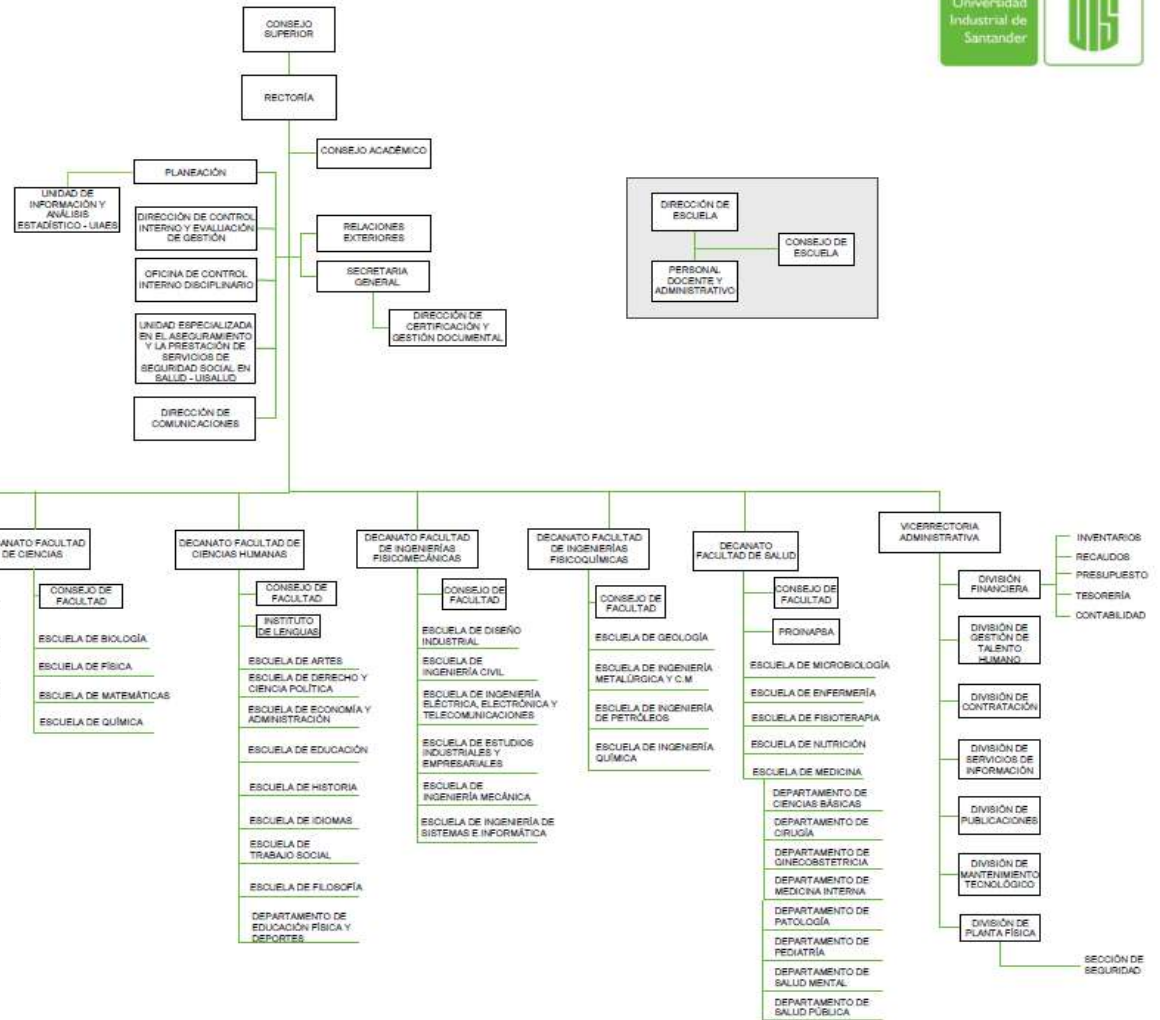 Universidad
Industrial de
Santander
UIS
CONSEJO
SUPERIOR
RECTORÍA
CONSEJO ACADÉMICO
PLANEACIÓN
UNIDAD DE
INFORMACIÓN Y
ANÁLISIS
ESTADÍSTICO - UIAES
DIRECCIÓN DE CONTROL
INTERNO Y EVALUACIÓN
DE GESTIÓN
RELACIONES
EXTERIORES
OFICINA DE CONTROL
INTERNO DISCIPLINARIO
SECRETARIA
GENERAL
DIRECCIÓN DE
CERTIFICACIÓN Y
GESTIÓN DOCUMENTAL
UNIDAD ESPECIALIZADA
EN EL ASEGURAMIENTO
Y LA PRESTACIÓN DE
SERVICIOS DE
SEGURIDAD SOCIAL EN
SALUD - UISALUD
DIRECCIÓN DE
COMUNICACIONES
DIRECCIÓN DE
ESCUELA
CONSEJO DE
ESCUELA
PERSONAL
DOCENTE Y
ADMINISTRATIVO
ANATO FACULTAD
DE CIENCIAS
CONSEJO DE
FACULTAD
ESCUELA DE BIOLOGÍA
ESCUELA DE FÍSICA
ESCUELA DE MATEMÁTICAS
ESCUELA DE QUÍMICA
DECANATO FACULTAD DE
CIENCIAS HUMANAS
CONSEJO DE
FACULTAD
INSTITUTO
DE LENGUAS
ESCUELA DE ARTES
ESCUELA DE DERECHO Y
CIENCIA POLÍTICA
ESCUELA DE ECONOMÍA Y
ADMINISTRACIÓN
ESCUELA DE EDUCACIÓN
ESCUELA DE HISTORIA
ESCUELA DE IDIOMAS
ESCUELA DE
TRABAJO SOCIAL
ESCUELA DE FILOSOFÍA
DEPARTAMENTO DE
EDUCACIÓN FÍSICA Y
DEPORTES
DECANATO FACULTAD
DE INGENIERÍAS
FISICOMECÁNICAS
CONSEJO DE
FACULTAD
ESCUELA DE DISEÑO
INDUSTRIAL
ESCUELA DE
INGENIERÍA CIVIL
ESCUELA DE INGENIERÍA
ELÉCTRICA, ELECTRÓNICA Y
TELECOMUNICACIONES
ESCUELA DE ESTUDIOS
INDUSTRIALES Y
EMPRESARIALES
ESCUELA DE
INGENIERÍA MECÁNICA
ESCUELA DE INGENIERÍA DE
SISTEMAS E INFORMÁTICA
DECANATO FACULTAD
DE INGENIERÍAS
FISICOQUÍMICAS
CONSEJO DE
FACULTAD
ESCUELA DE GEOLOGÍA
ESCUELA DE INGENIERÍA
METALÚRGICA Y C.M
ESCUELA DE INGENIERÍA
DE PETRÓLEOS
ESCUELA DE INGENIERÍA
QUÍMICA
DECANATO
FACULTAD DE SALUD
CONSEJO DE
FACULTAD
PROINAPSA
ESCUELA DE MICROBIOLOGÍA
ESCUELA DE ENFERMERÍA
ESCUELA DE FISIOTERAPIA
ESCUELA DE NUTRICIÓN
ESCUELA DE MEDICINA
DEPARTAMENTO DE
CIENCIAS BÁSICAS
DEPARTAMENTO DE
CIRUGÍA
DEPARTAMENTO DE
GINECOBSTETRICIA
DEPARTAMENTO DE
MEDICINA INTERNA
DEPARTAMENTO DE
PATOLOGÍA
DEPARTAMENTO DE
PEDIATRÍA
DEPARTAMENTO DE
SALUD MENTAL
DEPARTAMENTO DE
SALUD PÚBLICA
VICERRECTORIA
ADMINISTRATIVA
DIVISIÓN
FINANCIERA
INVENTARIOS
RECAUDOS
PRESUPUESTO
TESORERÍA
CONTABILIDAD
DIVISIÓN DE
GESTIÓN DE
TALENTO
HUMANO
DIVISIÓN DE
CONTRATACIÓN
DIVISIÓN DE
SERVICIOS DE
INFORMACIÓN
DIVISIÓN DE
PUBLICACIONES
DIVISIÓN DE
MANTENIMIENTO
TECNOLÓGICO
DIVISIÓN DE
PLANTA FÍSICA
SECCIÓN DE
SEGURIDAD